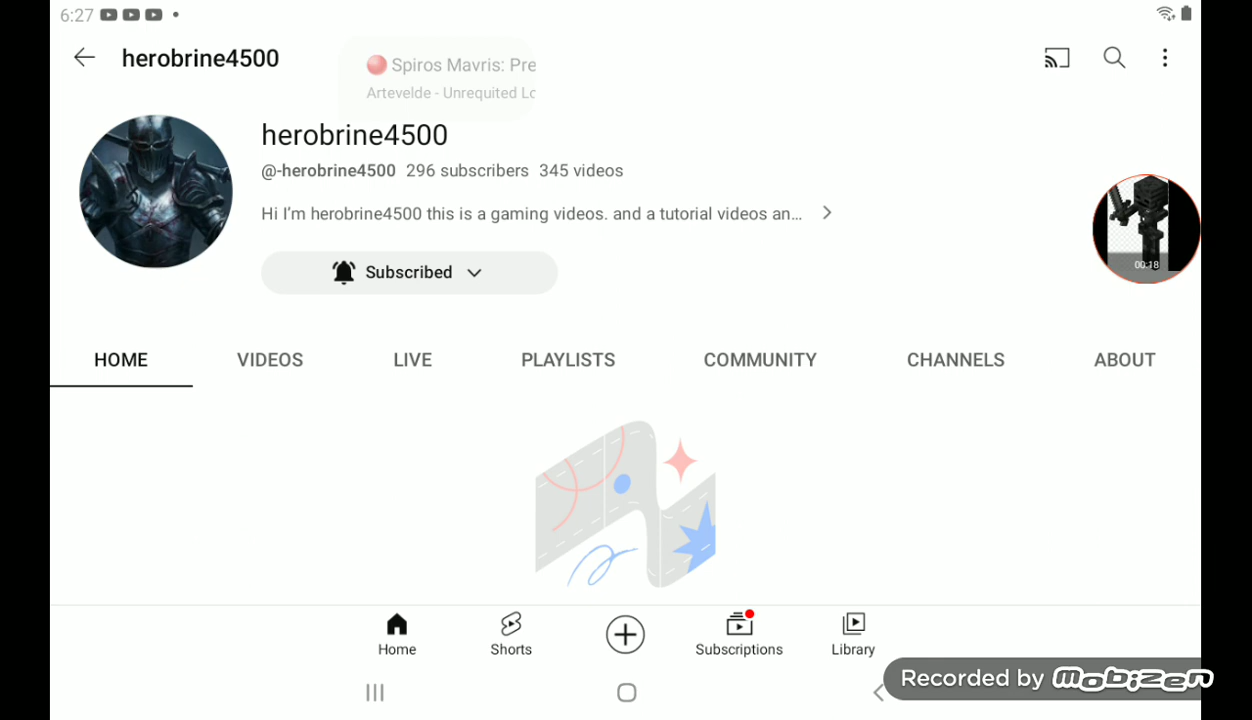 6:27
herobrine4500
Spiros Mavris: Pre
Artevelde - Unrequited Lo
herobrine4500
@-herobrine4500 296 subscribers 345 videos
Hi I'm herobrine4500 this is a gaming videos. and a tutorial videos an...
00:18
Subscribed
HOME VIDEOS LIVE PLAYLISTS COMMUNITY CHANNELS ABOUT
Home Shorts Subscriptions Library
Recorded by Mobizen